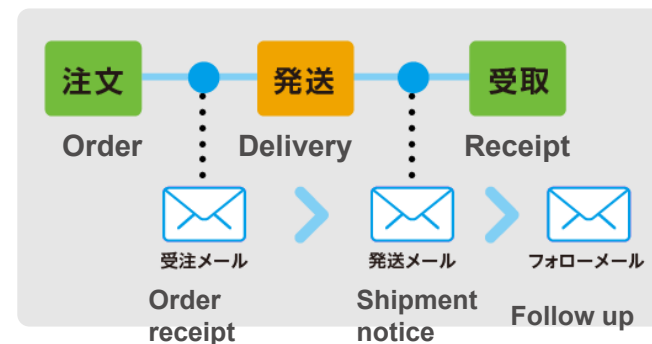 注文
発送
受取
Order
Delivery
Receipt
受注メール
発送メール
フォローメール
Order
receipt
Shipment
notice
Follow up